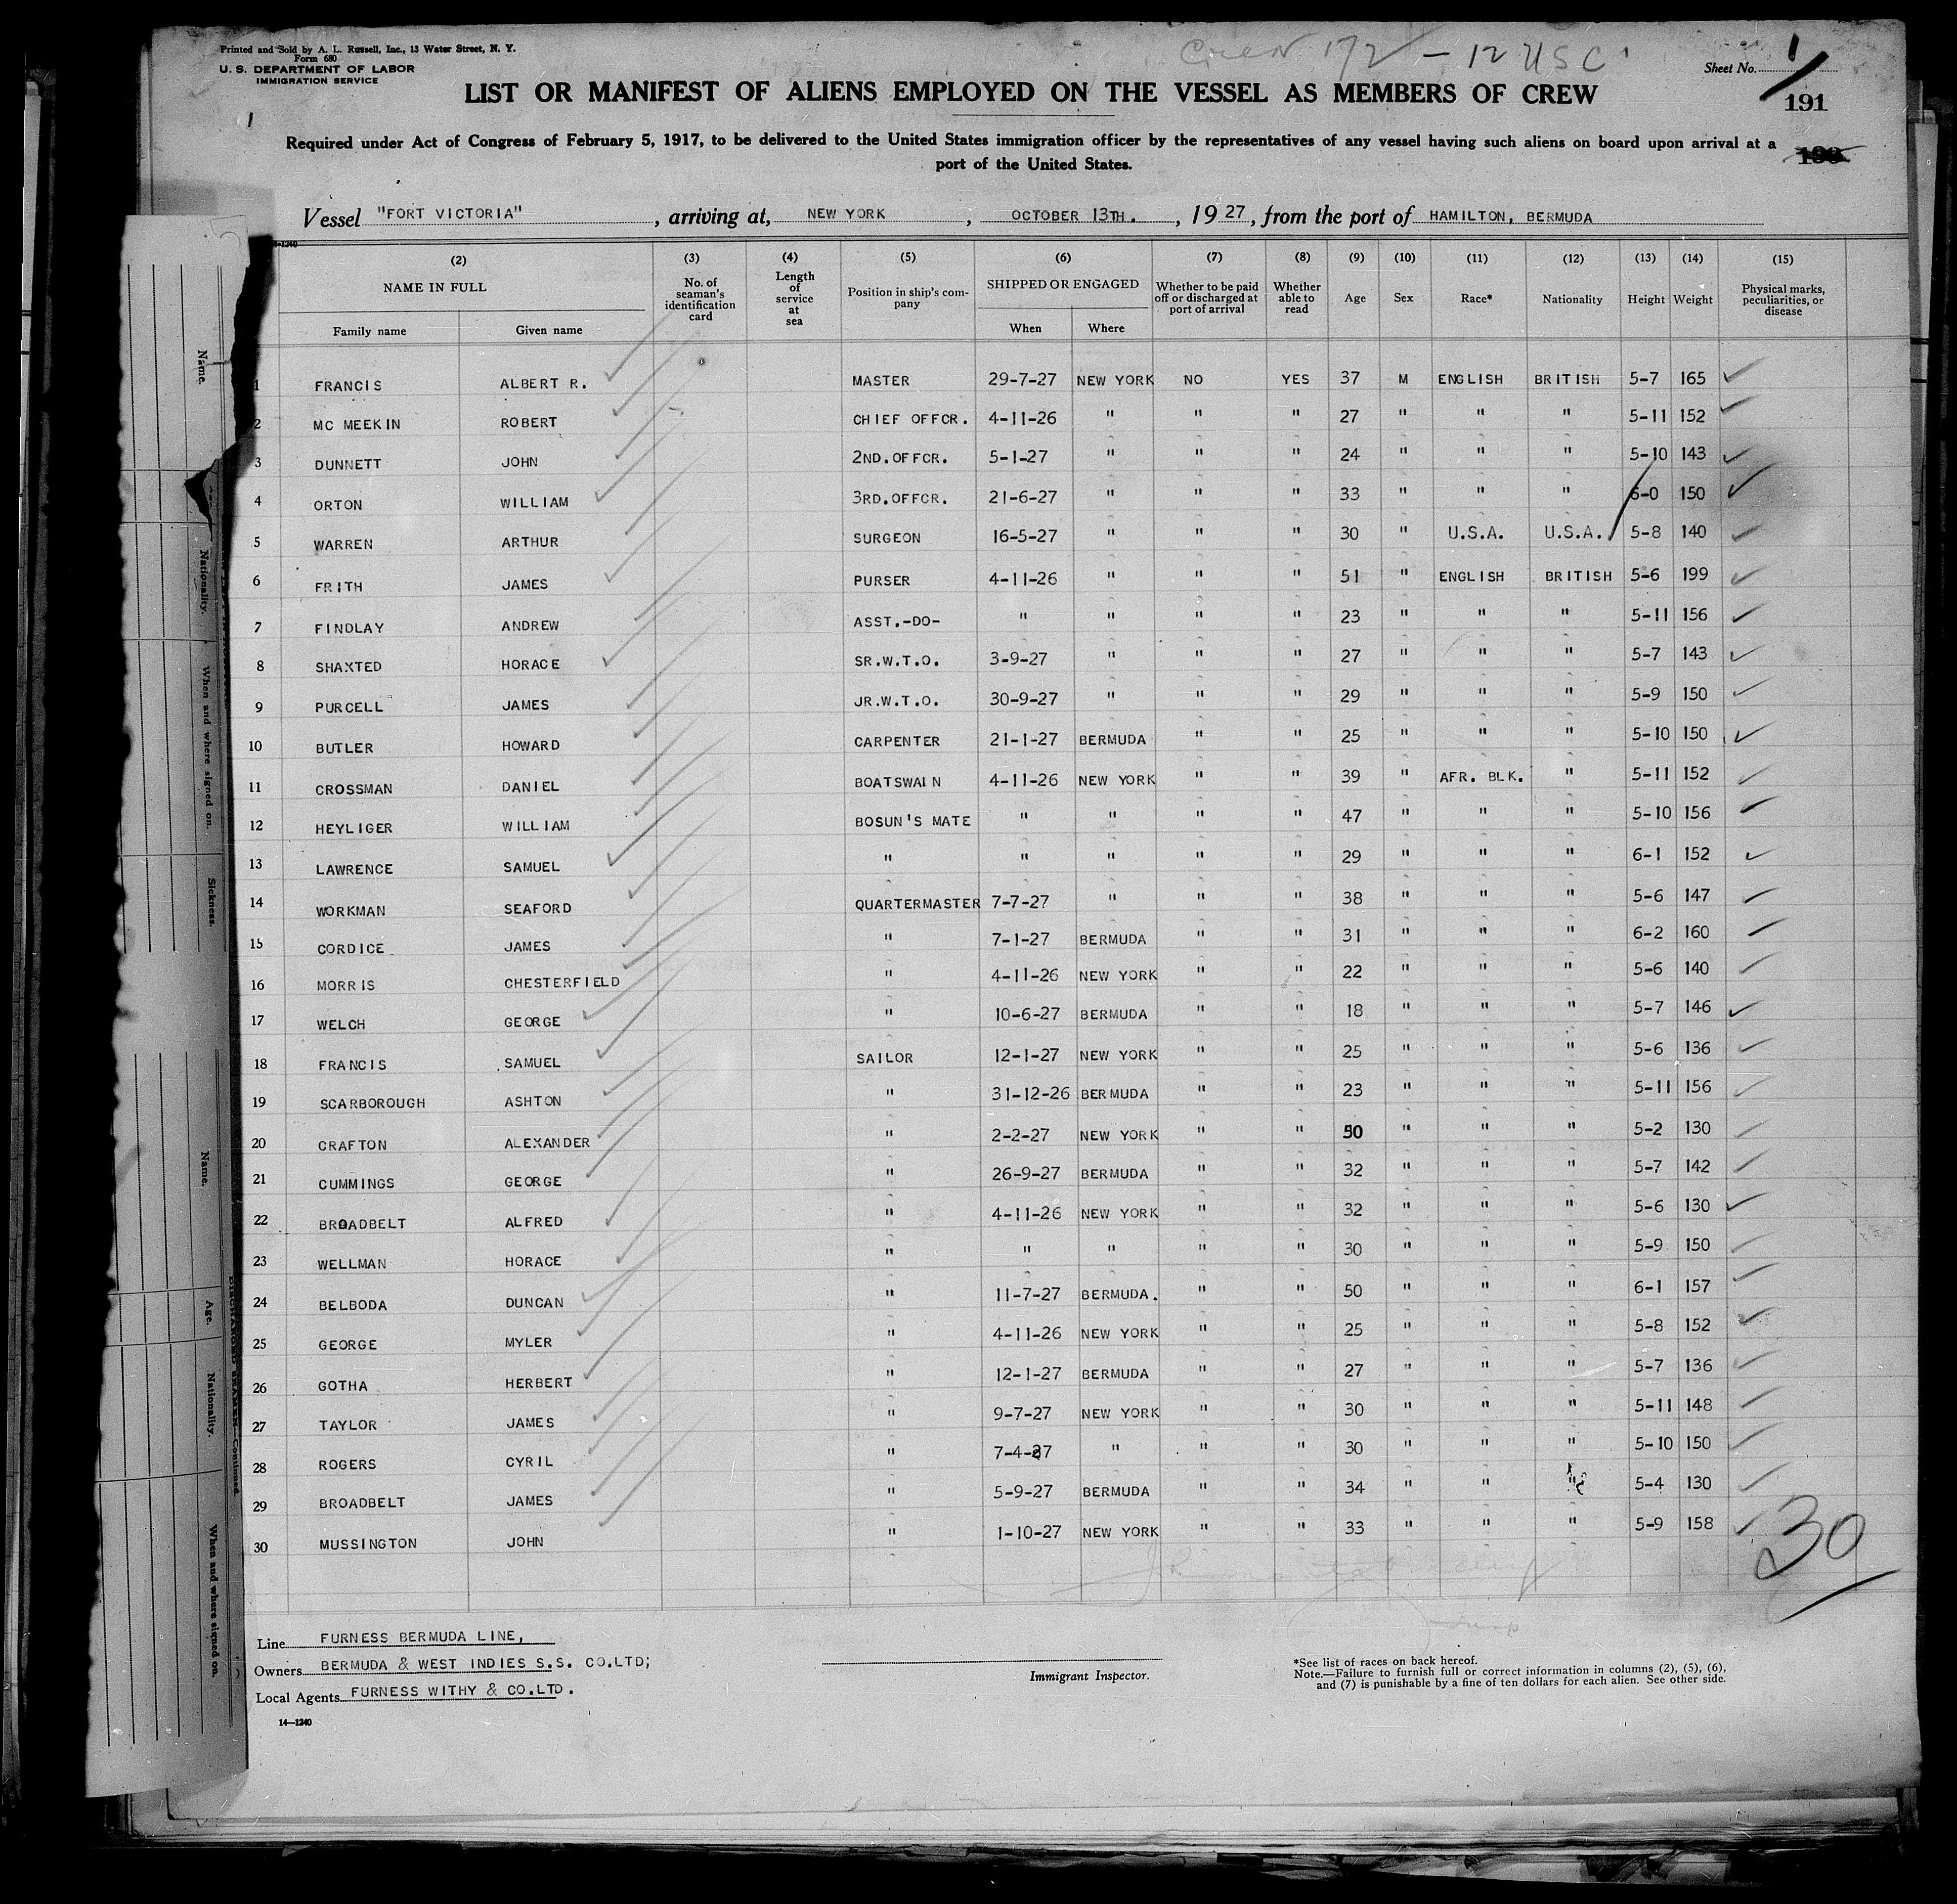 Printed and Sold by A. L. Russell, Inc., 13 Water Street, N. Y.
Form 680
U. S. DEPARTMENT OF LABOR
IMMIGRATION SERVICE
Crew 172 - 12 USC
Sheet No. 1
191
190
1
LIST OR MANIFEST OF ALIENS EMPLOYED ON THE VESSEL AS MEMBERS OF CREW
Required under Act of Congress of February 5, 1917, to be delivered to the United States immigration officer by the representatives of any vessel having such aliens on board upon arrival at a
port of the United States.
Vessel "FORT VICTORIA" , arriving at, NEW YORK , OCTOBER 13TH. , 1927, from the port of HAMILTON, BERMUDA
(2) NAME IN FULL Family name Given name (3) No. of seaman's identification card (4) Length of service at sea (5) Position in ship's company (6) SHIPPED OR ENGAGED When Where (7) Whether to be paid off or discharged at port of arrival (8) Whether able to read (9) Age (10) Sex (11) Race* (12) Nationality (13) Height (14) Weight (15) Physical marks, peculiarities, or disease
1 FRANCIS ALBERT R. MASTER 29-7-27 NEW YORK NO YES 37 M ENGLISH BRITISH 5-7 165
2 MC MEEKIN ROBERT CHIEF OFFCR. 4-11-26 " " " 27 " " " 5-11 152
3 DUNNETT JOHN 2ND.OFFCR. 5-1-27 " " " 24 " " " 5-10 143
4 ORTON WILLIAM 3RD.OFFCR. 21-6-27 " " " 33 " " " 6-0 150
5 WARREN ARTHUR SURGEON 16-5-27 " " " 30 " U.S.A. U.S.A. 5-8 140
6 FRITH JAMES PURSER 4-11-26 " " " 51 " ENGLISH BRITISH 5-6 199
7 FINDLAY ANDREW ASST.-DO- " " " " 23 " " " 5-11 156
8 SHAXTED HORACE SR.W.T.O. 3-9-27 " " " 27 " " " 5-7 143
9 PURCELL JAMES JR.W.T.O. 30-9-27 " " " 29 " " " 5-9 150
10 BUTLER HOWARD CARPENTER 21-1-27 BERMUDA " " 25 " " " 5-10 150
11 CROSSMAN DANIEL BOATSWAIN 4-11-26 NEW YORK " " 39 " AFR. BLK. " 5-11 152
12 HEYLIGER WILLIAM BOSUN'S MATE " " " " 47 " " " 5-10 156
13 LAWRENCE SAMUEL " " " " " 29 " " " 6-1 152
14 WORKMAN SEAFORD QUARTERMASTER 7-7-27 " " " 38 " " " 5-6 147
15 CORDICE JAMES " 7-1-27 BERMUDA " " 31 " " " 6-2 160
16 MORRIS CHESTERFIELD " 4-11-26 NEW YORK " " 22 " " " 5-6 140
17 WELCH GEORGE " 10-6-27 BERMUDA " " 18 " " " 5-7 146
18 FRANCIS SAMUEL SAILOR 12-1-27 NEW YORK " " 25 " " " 5-6 136
19 SCARBOROUGH ASHTON " 31-12-26 BERMUDA " " 23 " " " 5-11 156
20 CRAFTON ALEXANDER " 2-2-27 NEW YORK " " 50 " " " 5-2 130
21 CUMMINGS GEORGE " 26-9-27 BERMUDA " " 32 " " " 5-7 142
22 BROADBELT ALFRED " 4-11-26 NEW YORK " " 32 " " " 5-6 130
23 WELLMAN HORACE " " " " " 30 " " " 5-9 150
24 BELBODA DUNCAN " 11-7-27 BERMUDA. " " 50 " " " 6-1 157
25 GEORGE MYLER " 4-11-26 NEW YORK " " 25 " " " 5-8 152
26 GOTHA HERBERT " 12-1-27 BERMUDA " " 27 " " " 5-7 136
27 TAYLOR JAMES " 9-7-27 NEW YORK " " 30 " " " 5-11 148
28 ROGERS CYRIL " 7-4-27 " " " 30 " " " 5-10 150
29 BROADBELT JAMES " 5-9-27 BERMUDA " " 34 " " " 5-4 130
30 MUSSINGTON JOHN " 1-10-27 NEW YORK " " 33 " " " 5-9 158
30
Line FURNESS BERMUDA LINE,
Owners BERMUDA & WEST INDIES S.S. CO.LTD;
Local Agents FURNESS WITHY & CO.LTD.
14—1240
Immigrant Inspector.
*See list of races on back hereof.
Note.—Failure to furnish full or correct information in columns (2), (5), (6),
and (7) is punishable by a fine of ten dollars for each alien. See other side.
Name.
Nationality.
When and where signed on.
Sickness.
Name.
Age.
Nationality.
When and where signed on.